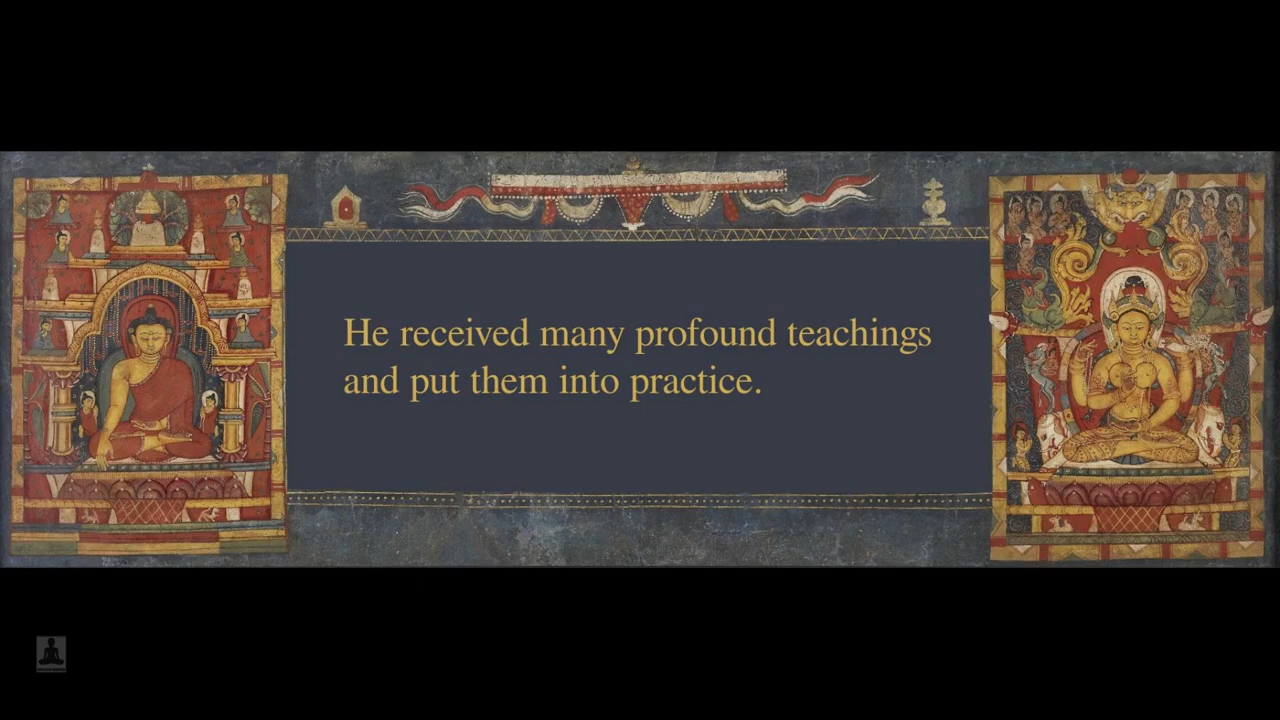 He received many profound teachings
and put them into practice.